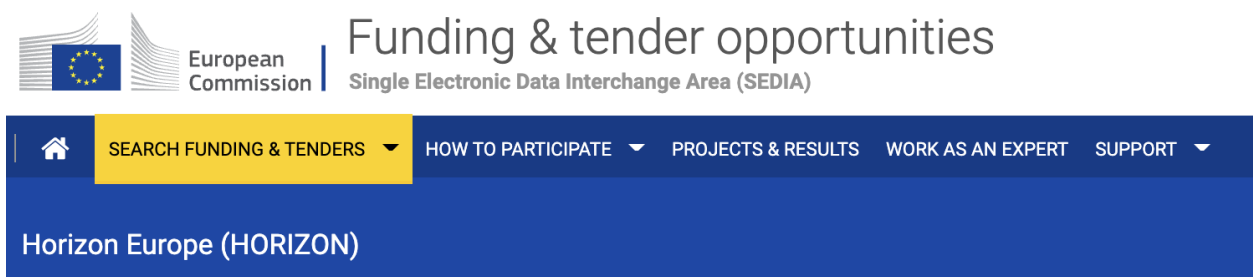 European
Commission
Funding & tender opportunities
Single Electronic Data Interchange Area (SEDIA)
SEARCH FUNDING & TENDERS HOW TO PARTICIPATE PROJECTS & RESULTS WORK AS AN EXPERT SUPPORT
Horizon Europe (HORIZON)